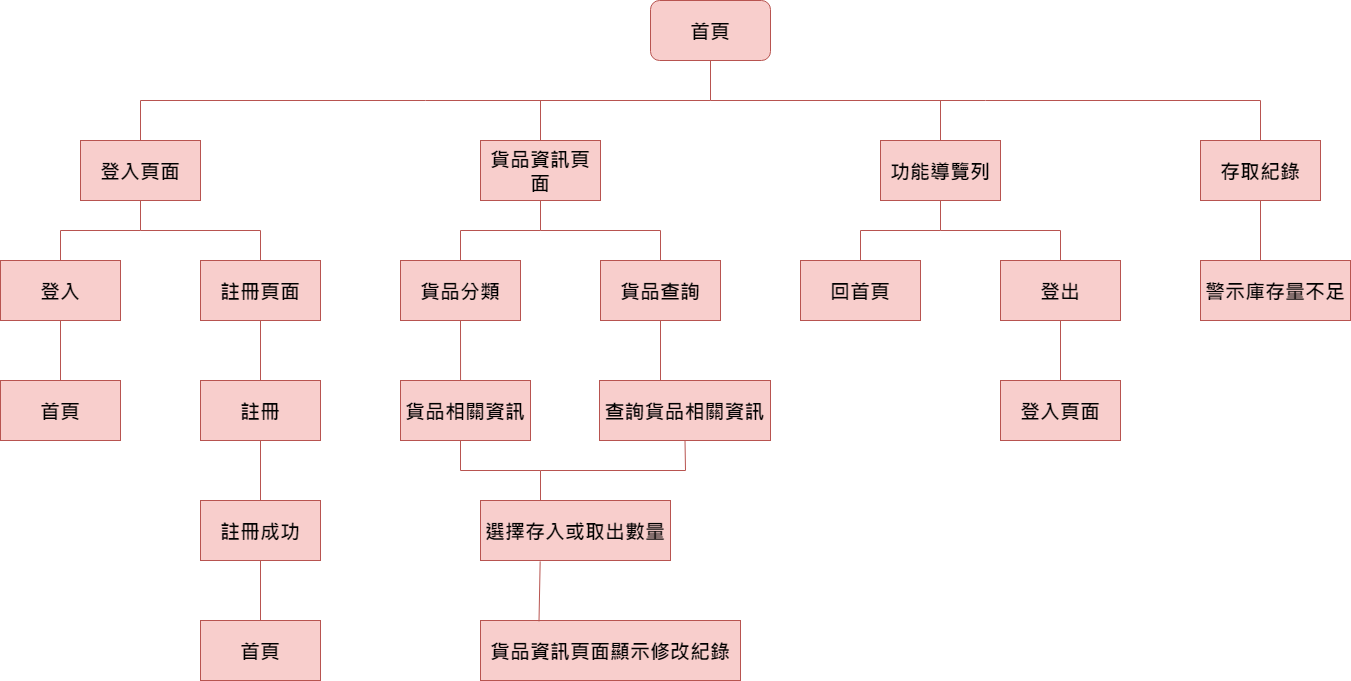 首頁
登入頁面
貨品資訊頁
面
功能導覽列
存取紀錄
登入
註冊頁面
貨品分類
貨品查詢
回首頁
登出
警示庫存量不足
首頁
註冊
貨品相關資訊
查詢貨品相關資訊
登入頁面
註冊成功
選擇存入或取出數量
首頁
貨品資訊頁面顯示修改紀錄